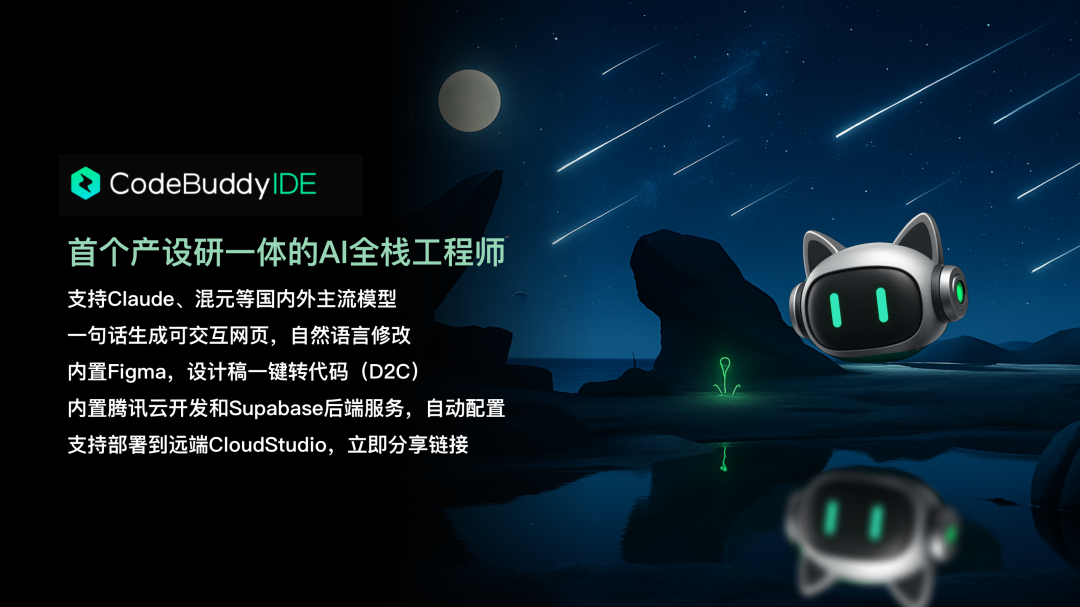 CodeBuddy IDE
首个产设研一体的AI全栈工程师
支持Claude、混元等国内外主流模型
一句话生成可交互网页，自然语言修改
内置Figma，设计稿一键转代码（D2C）
内置腾讯云开发和Supabase后端服务，自动配置
支持部署到远端CloudStudio，立即分享链接